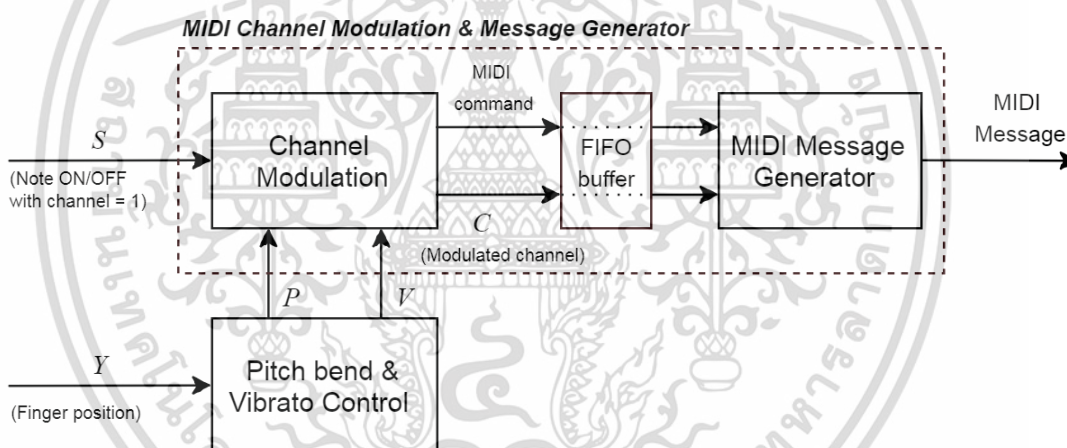 MIDI Channel Modulation & Message Generator
MIDI
command
S
(Note ON/OFF
with channel = 1)
Channel
Modulation
C
(Modulated channel)
FIFO
buffer
MIDI Message
Generator
MIDI
Message
P
V
Y
(Finger position)
Pitch bend &
Vibrato Control